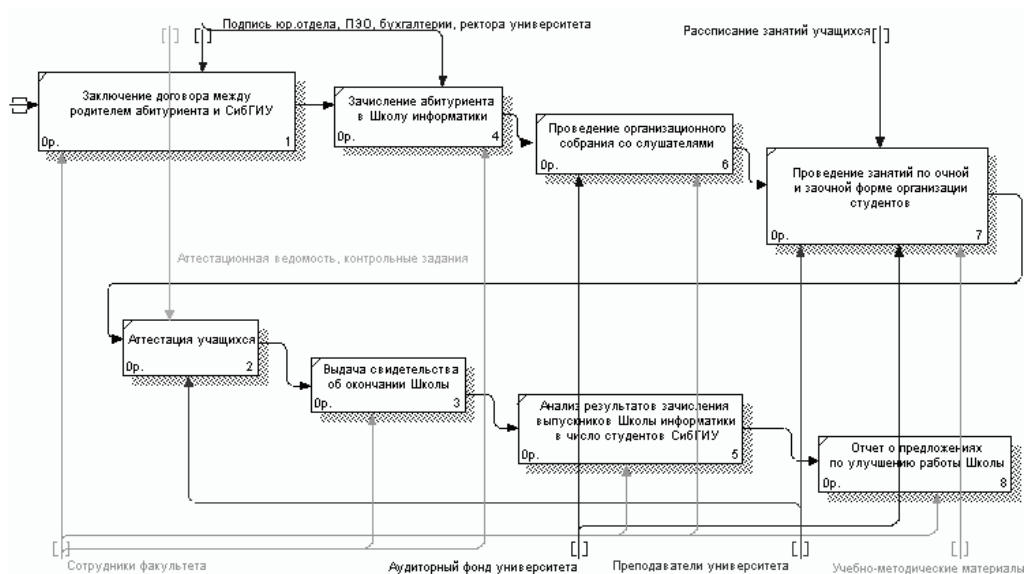 Подпись юр.отдела, ПЭО, бухгалтерии, ректора университета
Рассписание занятий учащихся
Заключение договора между
родителем абитуриента и СибГИУ
0р.
1
Зачисление абитуриента
в Школу информатики
0р.
4
Проведение организационного
собрания со слушателями
0р.
6
Проведение занятий по очной
и заочной форме организации
студентов
0р.
7
Аттестационная ведомость, контрольные задания
Аттестация учащихся
0р.
2
Выдача свидетельства
об окончании Школы
0р.
3
Анализ результатов зачисления
выпускников Школы информатики
в число студентов СибГИУ
0р.
5
Отчет о предложениях
по улучшению работы Школы
0р.
8
Сотрудники факультета
Аудиторный фонд университета
Преподаватели университета
Учебно-методические материалы